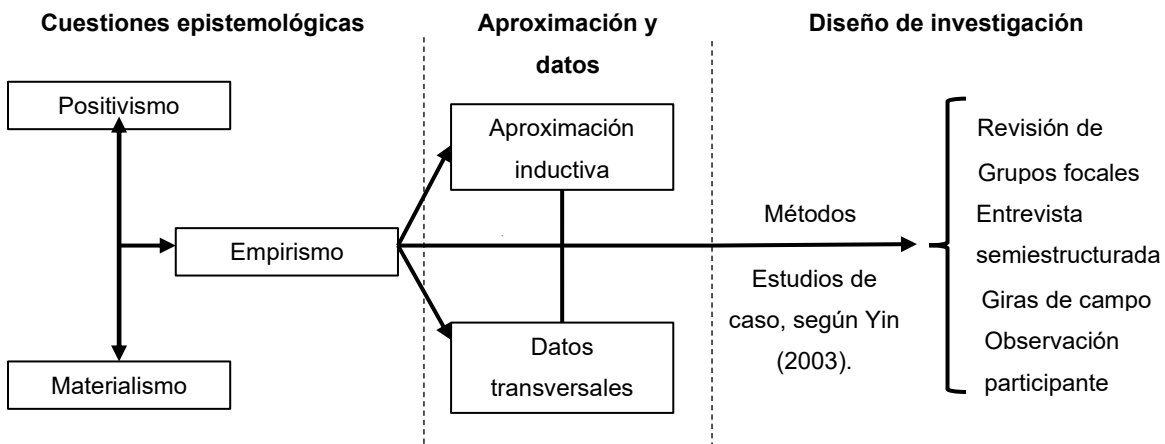 Cuestiones epistemológicas
Positivismo
Empirismo
Materialismo
Aproximación y
datos
Aproximación
inductiva
Datos
transversales
Diseño de investigación
Métodos
Estudios de
caso, según Yin
(2003).
Revisión de
Grupos focales
Entrevista
semiestructurada
Giras de campo
Observación
participante